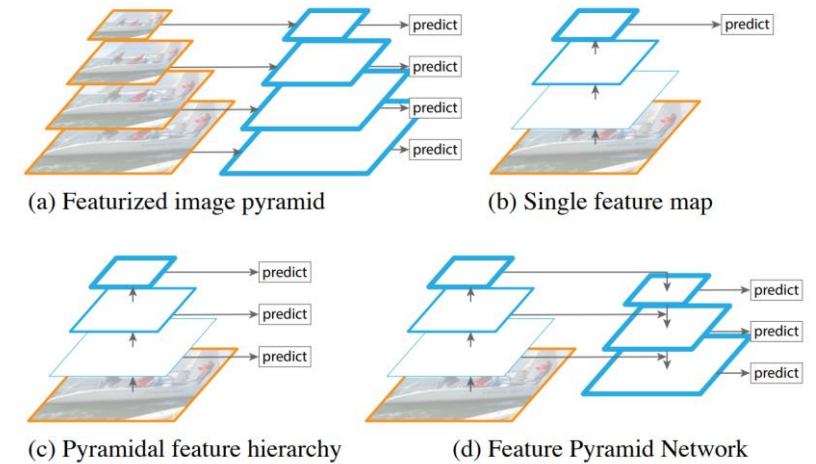 predict
predict
predict
predict
(a) Featurized image pyramid
predict
(b) Single feature map
predict
predict
predict
(c) Pyramidal feature hierarchy
predict
predict
predict
(d) Feature Pyramid Network